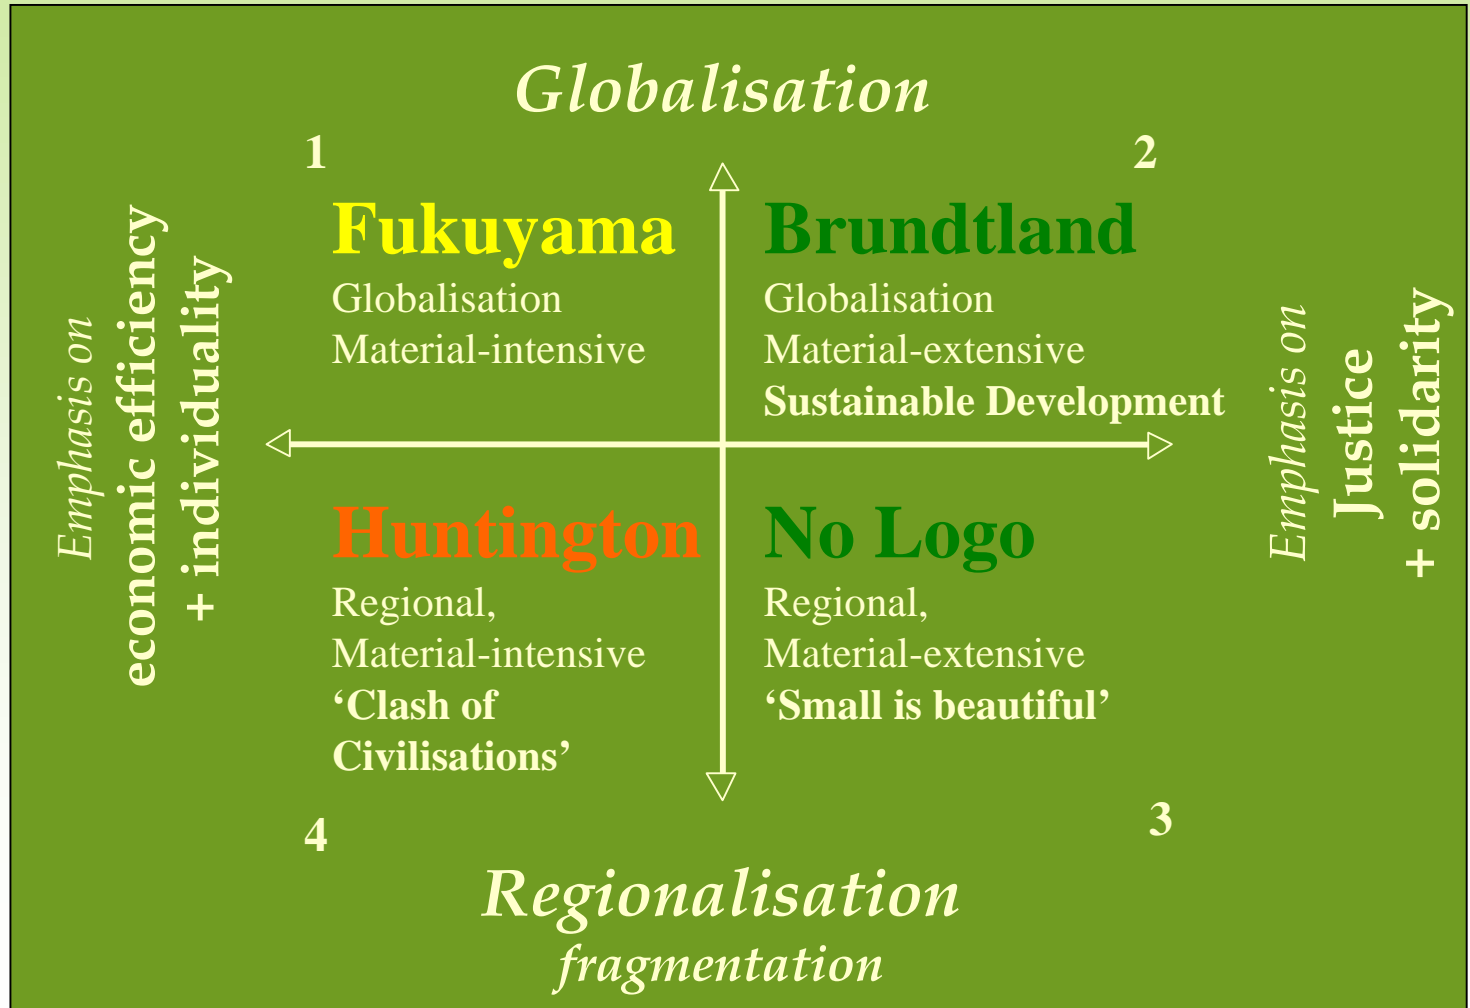 Globalisation
1
2
Emphasis on
economic efficiency
+ individuality
Fukuyama
Globalisation
Material-intensive
Brundtland
Globalisation
Material-extensive
Sustainable Development
Emphasis on
Justice
+ solidarity
Huntington
Regional,
Material-intensive
‘Clash of
Civilisations’
No Logo
Regional,
Material-extensive
‘Small is beautiful’
4
3
Regionalisation
fragmentation